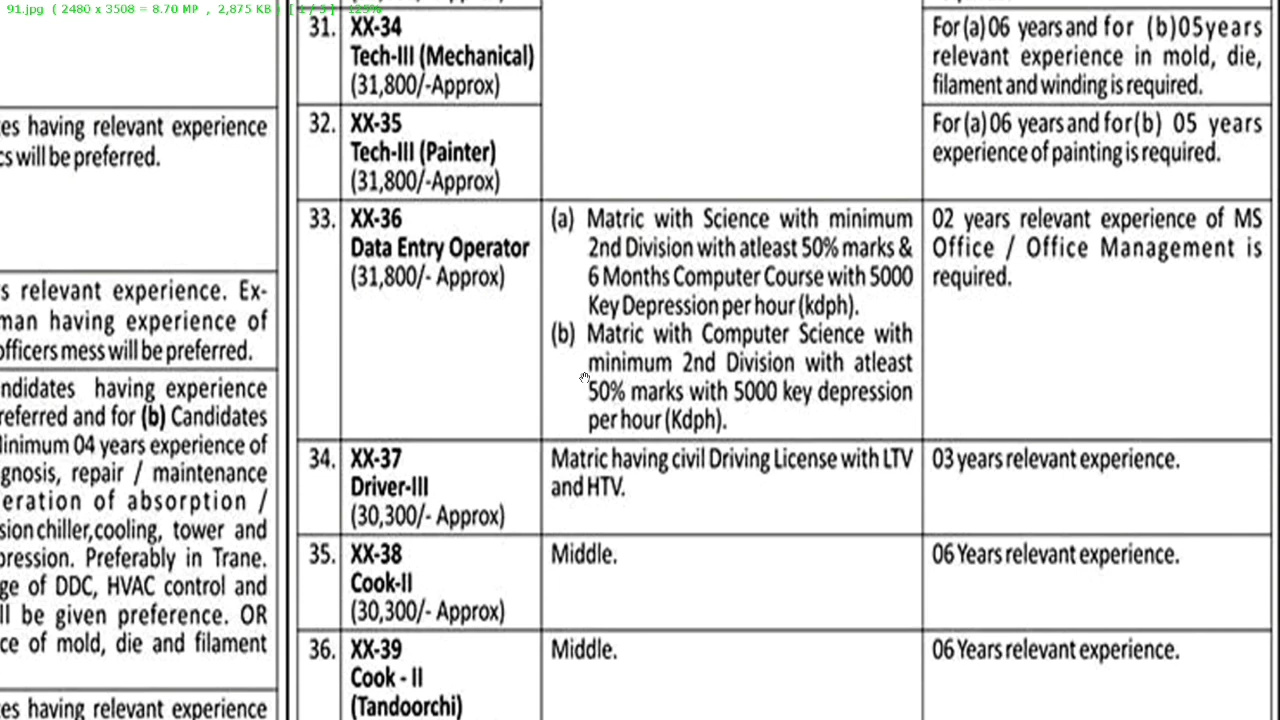 91.jpg ( 2480 x 3508 = 8.70 MP , 2,875 KB ) [ 1 / 3 ] 125%
es having relevant experience
cs will be preferred.
s relevant experience. Ex-
man having experience of
officers mess will be preferred.
ndidates having experience
referred and for (b) Candidates
Minimum 04 years experience of
gnosis, repair / maintenance
eration of absorption /
sion chiller,cooling, tower and
pression. Preferably in Trane.
ge of DDC, HVAC control and
ll be given preference. OR
ce of mold, die and filament
es having relevant experience
31. XX-34
Tech-III (Mechanical)
(31,800/-Approx)
For (a) 06 years and for (b) 05 years
relevant experience in mold, die,
filament and winding is required.
32. XX-35
Tech-III (Painter)
(31,800/-Approx)
For (a) 06 years and for (b) 05 years
experience of painting is required.
33. XX-36
Data Entry Operator
(31,800/- Approx)
(a) Matric with Science with minimum
2nd Division with atleast 50% marks &
6 Months Computer Course with 5000
Key Depression per hour (kdph).
(b) Matric with Computer Science with
minimum 2nd Division with atleast
50% marks with 5000 key depression
per hour (Kdph).
02 years relevant experience of MS
Office / Office Management is
required.
34. XX-37
Driver-III
(30,300/- Approx)
Matric having civil Driving License with LTV
and HTV.
03 years relevant experience.
35. XX-38
Cook-II
(30,300/- Approx)
Middle.
06 Years relevant experience.
36. XX-39
Cook - II
(Tandoorchi)
Middle.
06 Years relevant experience.